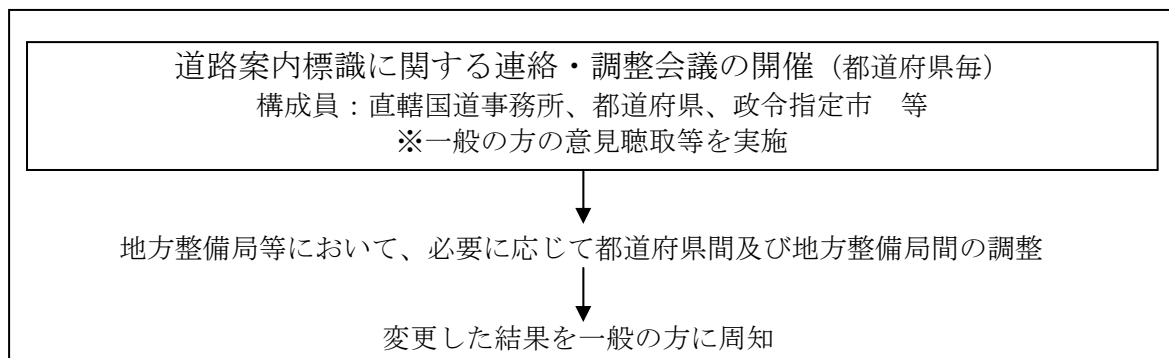 道路案内標識に関する連絡・調整会議の開催（都道府県毎）
構成員：直轄国道事務所、都道府県、政令指定市　等
※一般の方の意見聴取等を実施
地方整備局等において、必要に応じて都道府県間及び地方整備局間の調整
変更した結果を一般の方に周知